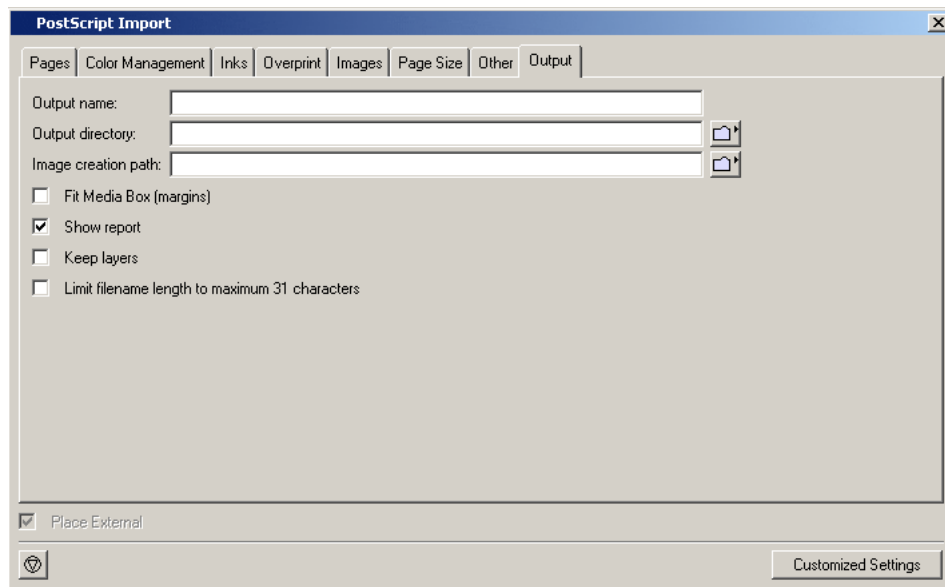 PostScript Import
Pages Color Management Inks Overprint Images Page Size Other Output
Output name:
Output directory:
Image creation path:
Fit Media Box (margins)
Show report
Keep layers
Limit filename length to maximum 31 characters
Place External
Customized Settings